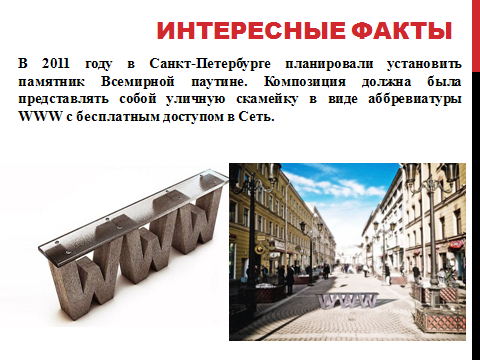 ИНТЕРЕСНЫЕ ФАКТЫ
В 2011 году в Санкт-Петербурге планировали установить
памятник Всемирной паутине. Композиция должна была
представлять собой уличную скамейку в виде аббревиатуры
WWW с бесплатным доступом в Сеть.
WWW
WWW